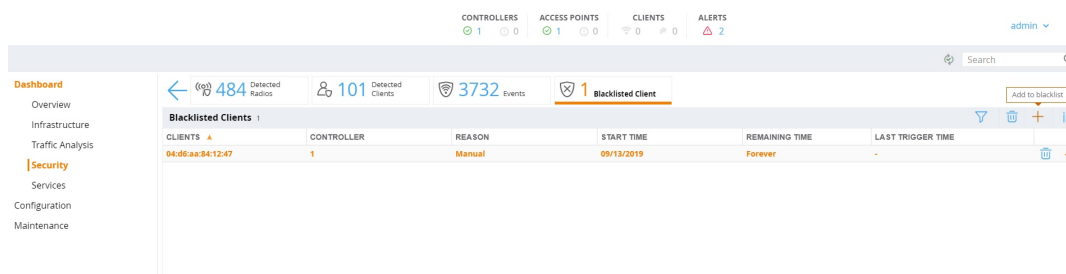 CONTROLLERS ACCESS POINTS CLIENTS ALERTS
1 0 1 0 0 0 2
admin
Search
Dashboard
Overview
Infrastructure
Traffic Analysis
Security
Services
Configuration
Maintenance
484 Detected Radios 101 Detected Clients 3732 Events 1 Blacklisted Client
Add to blacklist
Blacklisted Clients 1
CLIENTS CONTROLLER REASON START TIME REMAINING TIME LAST TRIGGER TIME
04:d6:aa:84:12:47 1 Manual 09/13/2019 Forever -